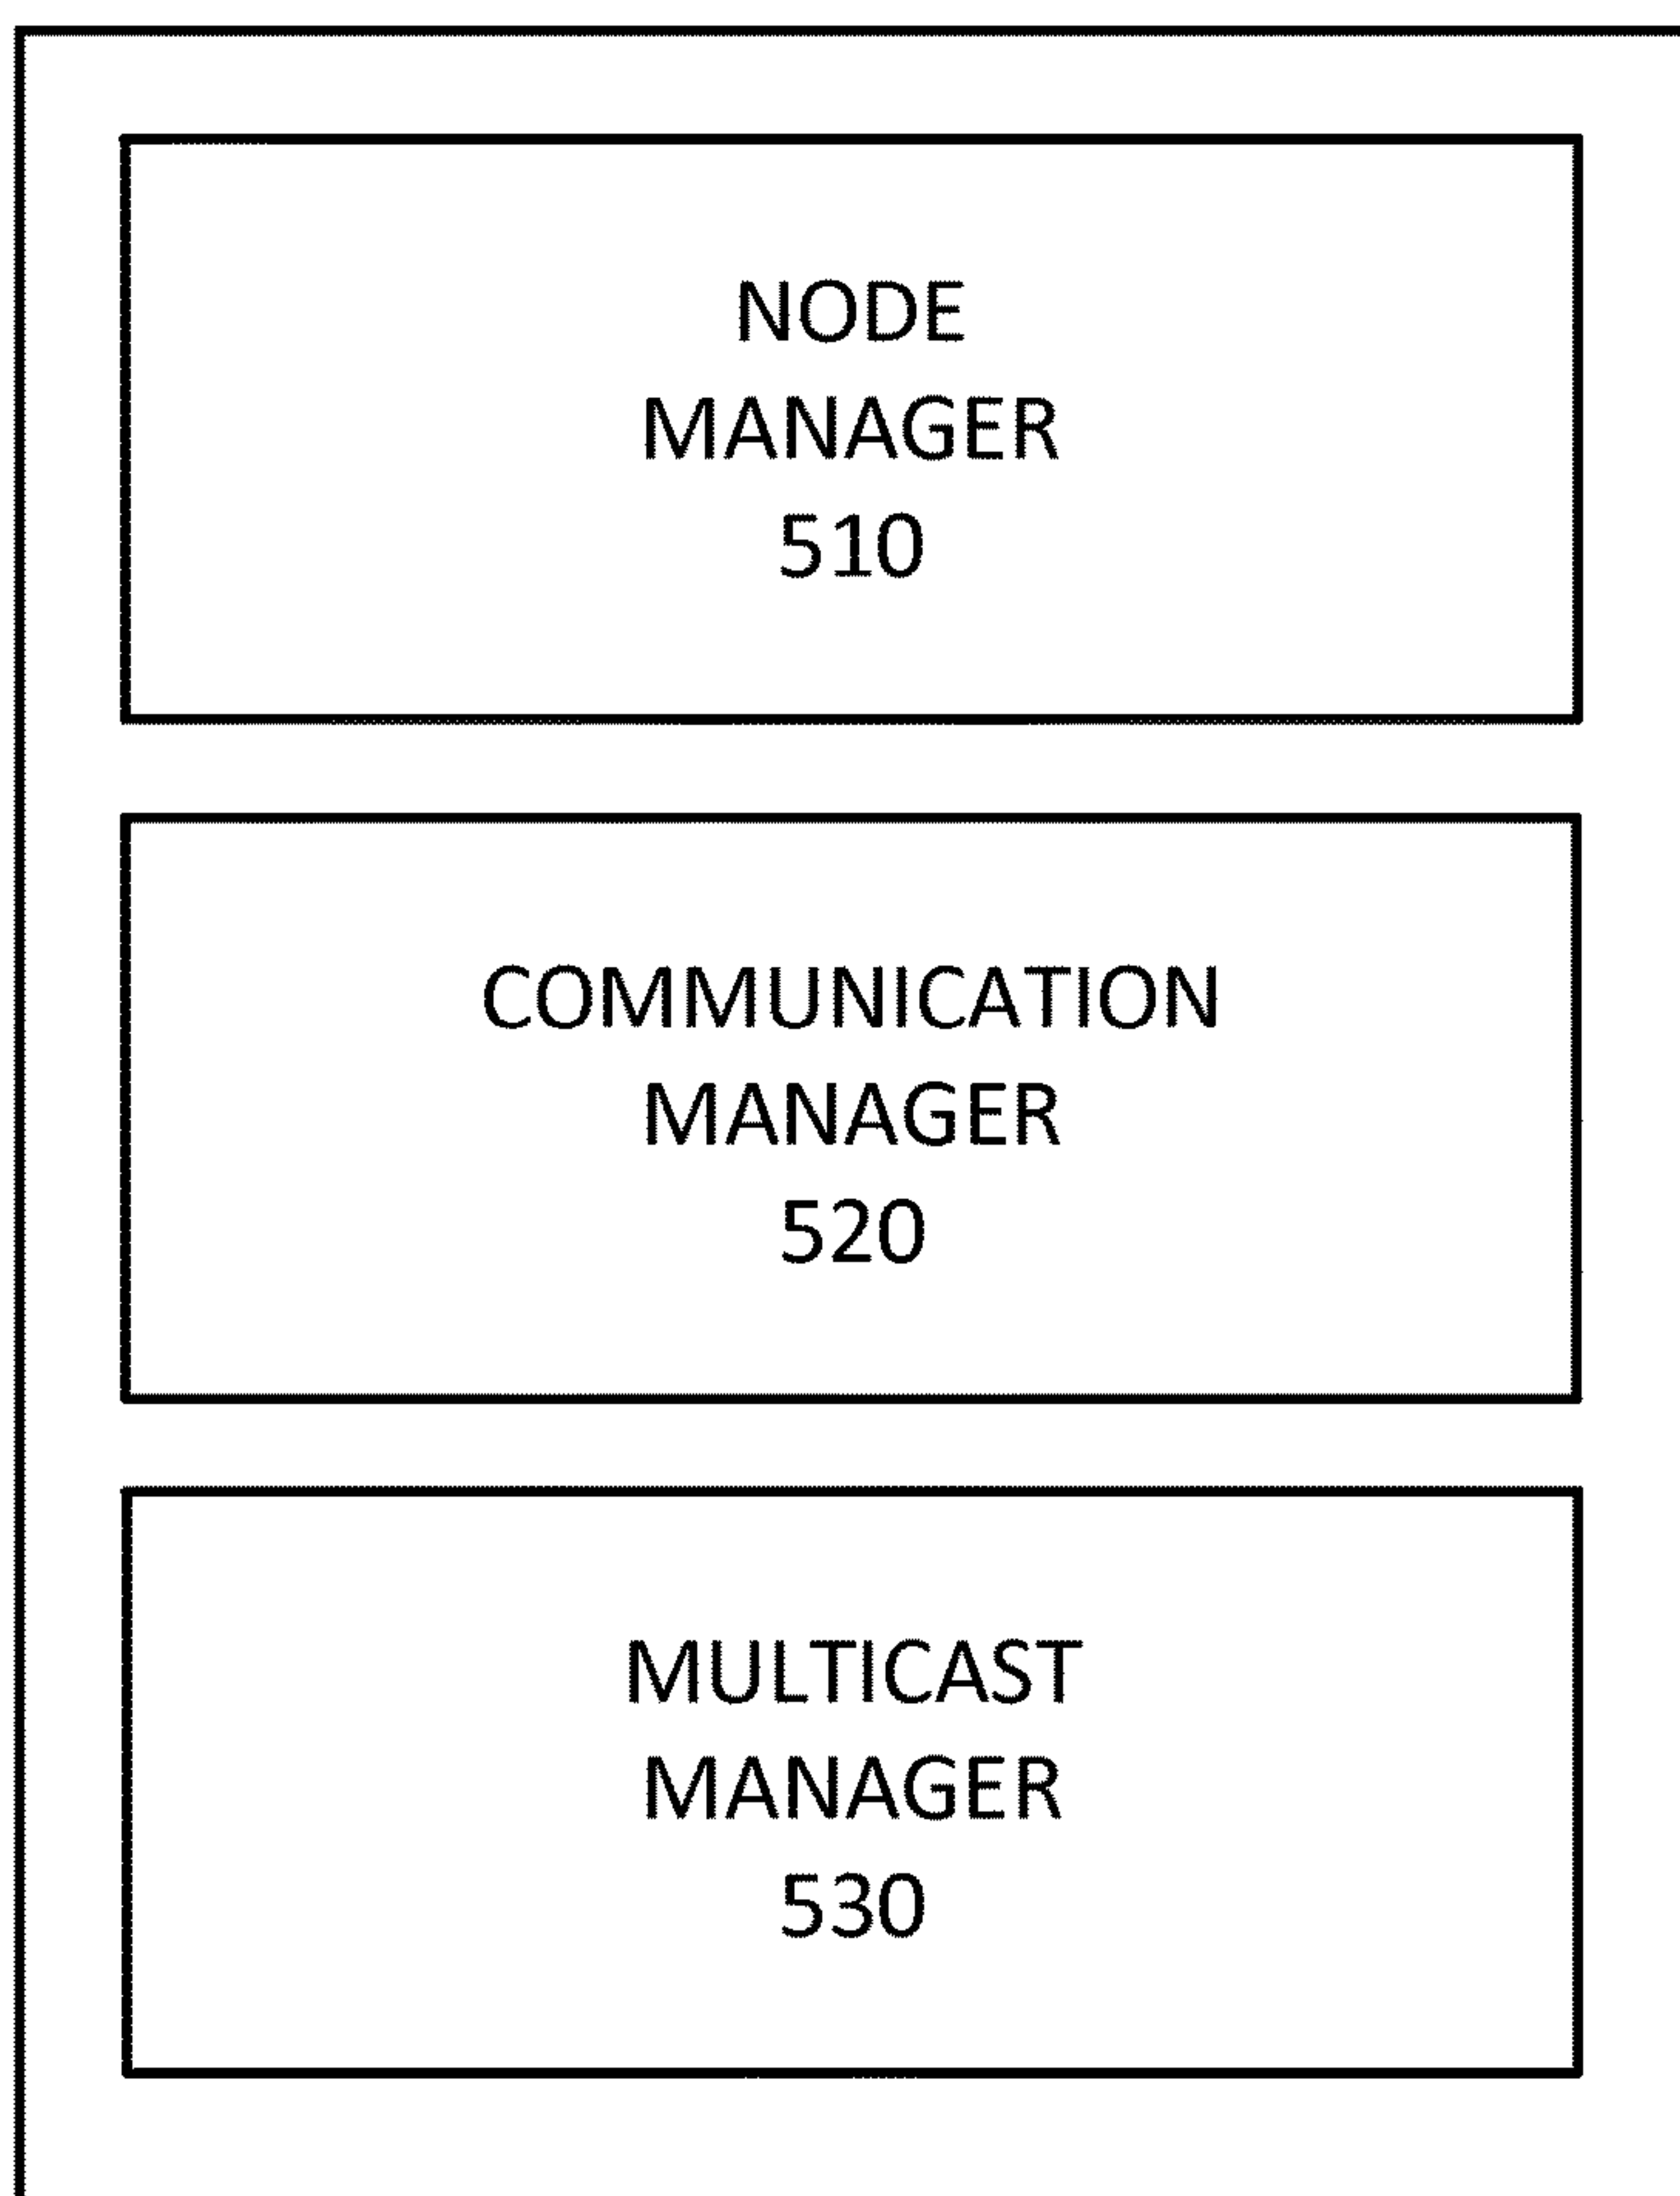 NODE
MANAGER
510
COMMUNICATION
MANAGER
520
MULTICAST
MANAGER
530